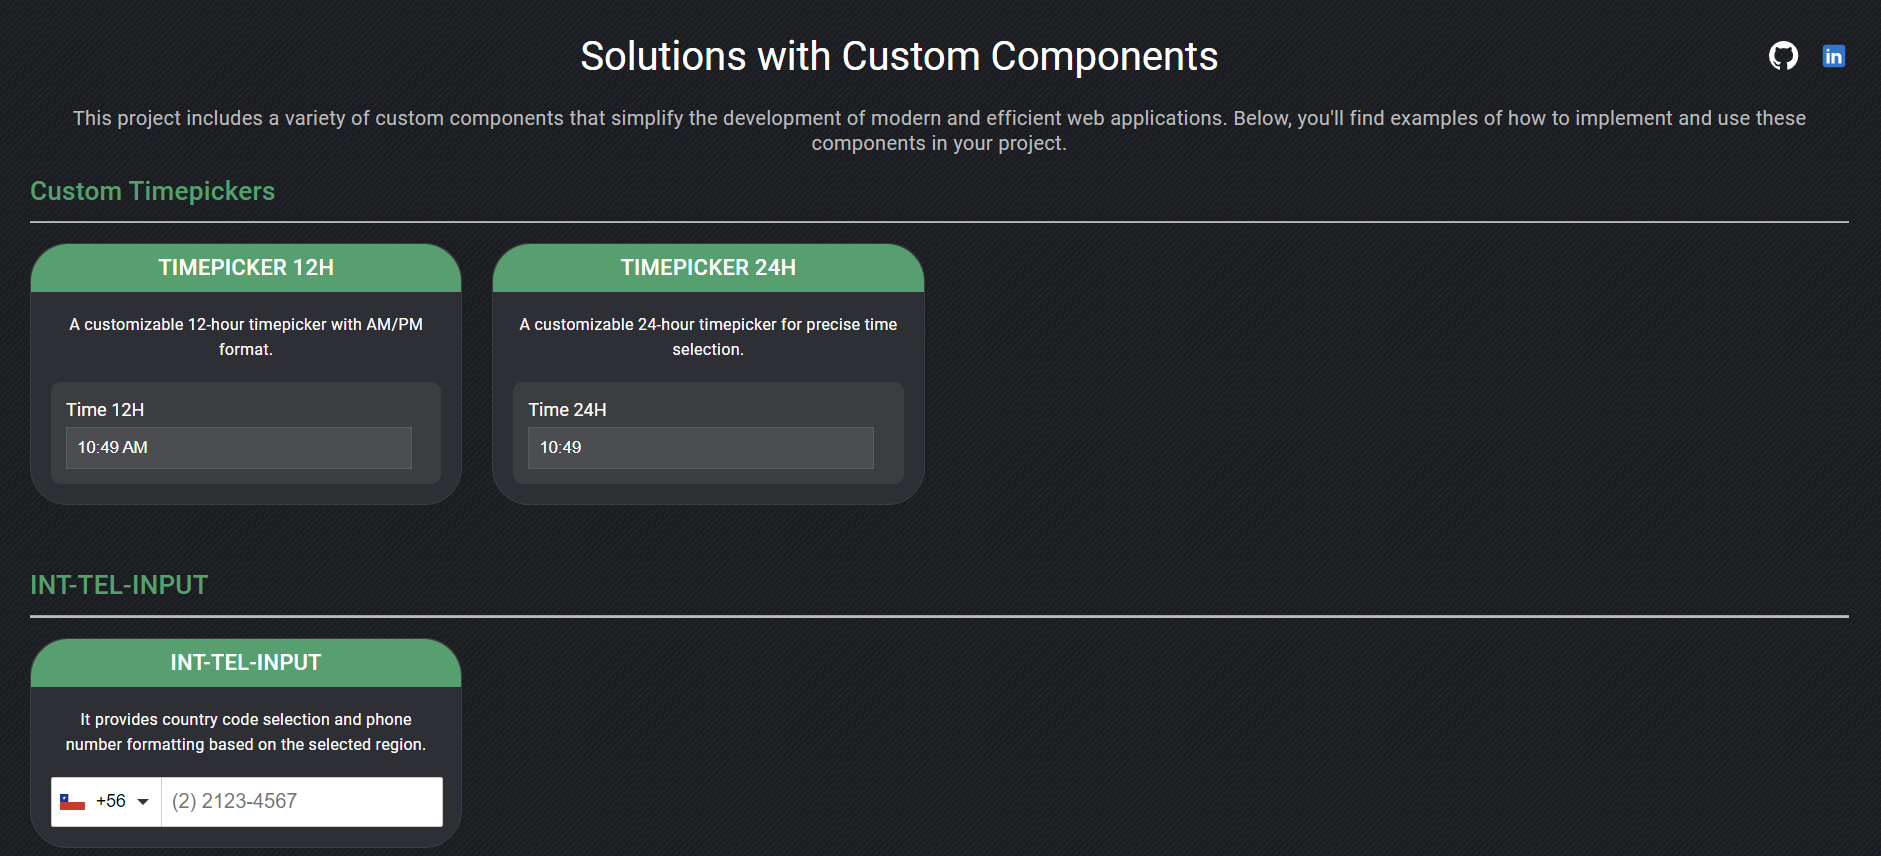 Solutions with Custom Components
in
This project includes a variety of custom components that simplify the development of modern and efficient web applications. Below, you'll find examples of how to implement and use these
components in your project.
Custom Timepickers
TIMEPICKER 12H
A customizable 12-hour timepicker with AM/PM
format.
Time 12H
10:49 AM
TIMEPICKER 24H
A customizable 24-hour timepicker for precise time
selection.
Time 24H
10:49
INT-TEL-INPUT
INT-TEL-INPUT
It provides country code selection and phone
number formatting based on the selected region.
+56
(2) 2123-4567